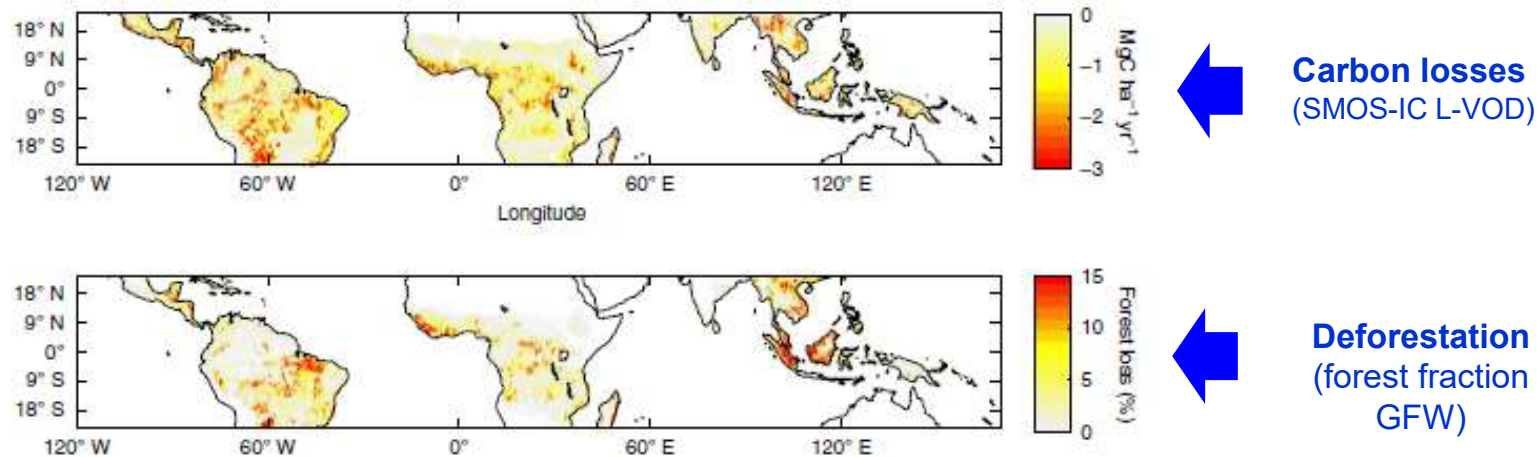 18° N
9° N
0°
9° S
18° S
120° W 60° W 0° 60° E 120° E
Longitude
0
−1
−2
−3
MgC ha⁻¹ yr⁻¹
Carbon losses
(SMOS-IC L-VOD)
18° N
9° N
0°
9° S
18° S
120° W 60° W 0° 60° E 120° E
15
10
5
0
Forest loss (%)
Deforestation
(forest fraction
GFW)